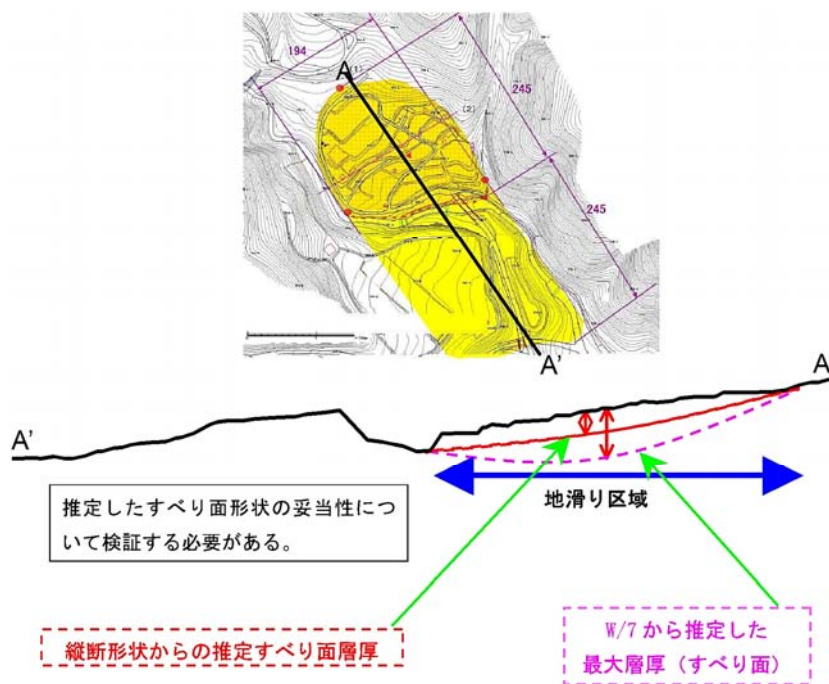 194
A
(1)
(2)
245
245
A'
A
A'
地滑り区域
推定したすべり面形状の妥当性につ
いて検証する必要がある。
縦断形状からの推定すべり面層厚
W/7 から推定した
最大層厚（すべり面）